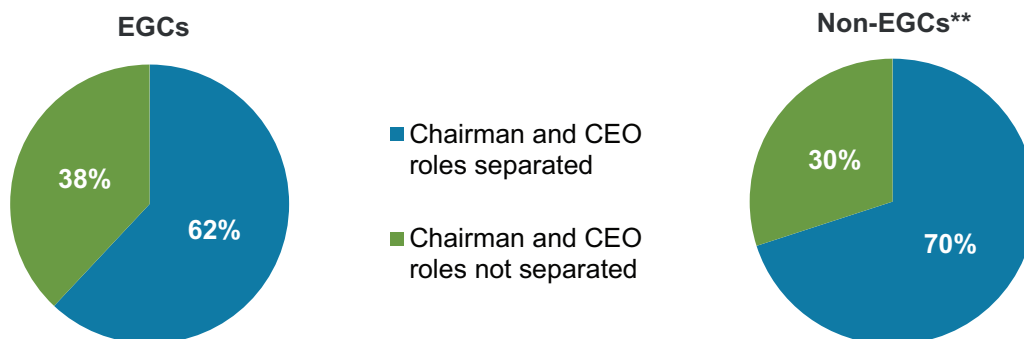 EGCs
38%
62%
Chairman and CEO
roles separated
Chairman and CEO
roles not separated
Non-EGCs**
30%
70%